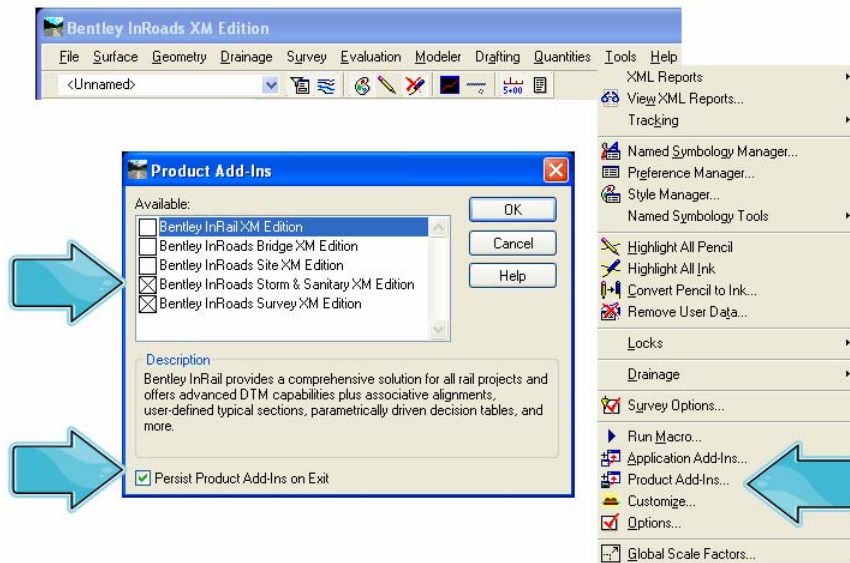 Bentley InRoads XM Edition
File Surface Geometry Drainage Survey Evaluation Modeler Drafting Quantities Tools Help
<Unnamed>
5+00
XML Reports
View XML Reports...
Tracking
Named Symbology Manager...
Preference Manager...
Style Manager...
Named Symbology Tools
Highlight All Pencil
Highlight All Ink
Convert Pencil to Ink...
Remove User Data...
Locks
Drainage
Survey Options...
Run Macro...
Application Add-Ins...
Product Add-Ins...
Customize...
Options...
Global Scale Factors...
Product Add-Ins
Available:
Bentley InRail XM Edition
Bentley InRoads Bridge XM Edition
Bentley InRoads Site XM Edition
Bentley InRoads Storm & Sanitary XM Edition
Bentley InRoads Survey XM Edition
OK
Cancel
Help
Description
Bentley InRail provides a comprehensive solution for all rail projects and
offers advanced DTM capabilities plus associative alignments,
user-defined typical sections, parametrically driven decision tables, and
more.
Persist Product Add-Ins on Exit